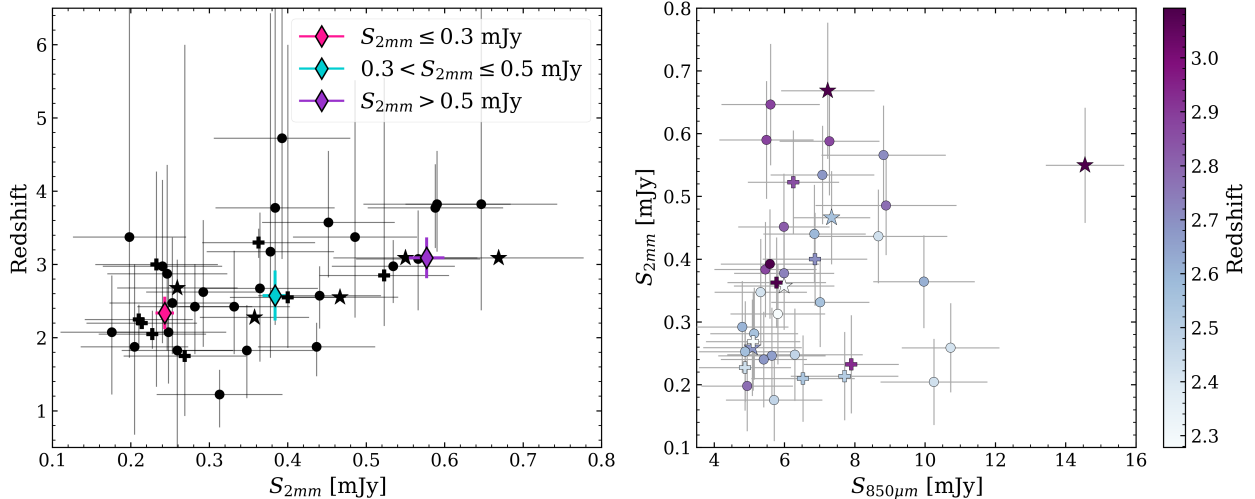 6
5
4
3
2
1
Redshift
S2mm ≤ 0.3 mJy
0.3 < S2mm ≤ 0.5 mJy
S2mm > 0.5 mJy
0.1 0.2 0.3 0.4 0.5 0.6 0.7 0.8
S2mm [mJy]
0.8
0.7
0.6
0.5
0.4
0.3
0.2
0.1
S2mm [mJy]
4 6 8 10 12 14 16
S850μm [mJy]
3.0
2.9
2.8
2.7
2.6
2.5
2.4
2.3
Redshift